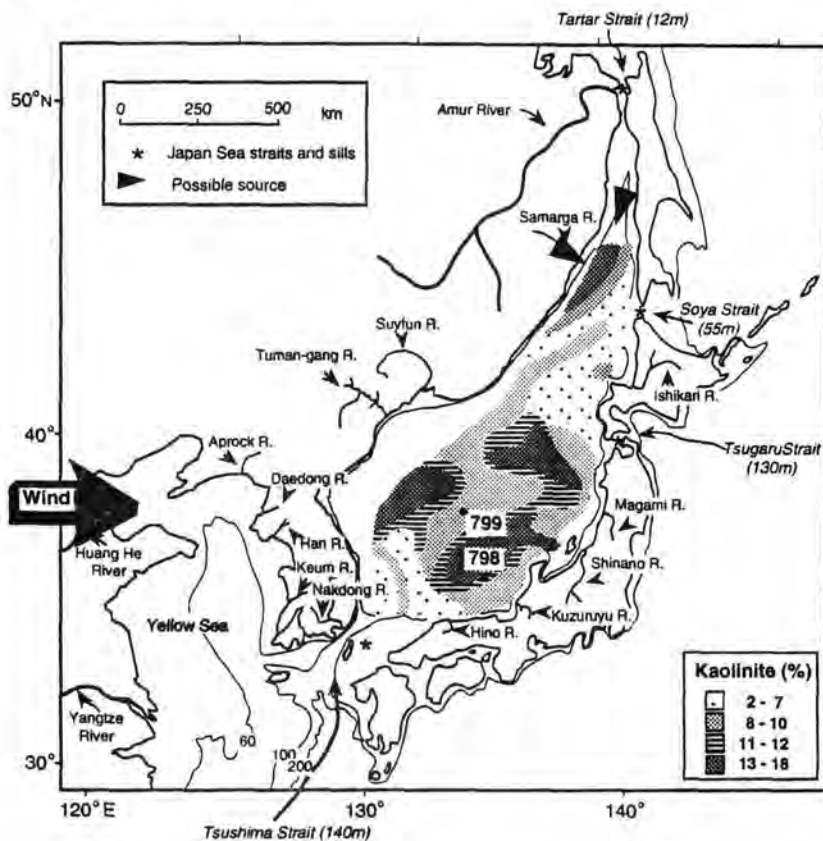 Tartar Strait (12m)
50°N
0 250 500 km
* Japan Sea straits and sills
Possible source
Amur River
Samarga R.
Soya Strait
(55m)
Suyfun R.
Tuman-gang R.
Ishikari R.
40°
Aprock R.
TsugaruStrait
(130m)
Daedong R.
Wind
799
Magami R.
Han R.
Huang He
River
798
Shinano R.
Keum R.
Nakdong R.
Kuzuruyu R.
Yellow Sea
Hino R.
Kaolinite (%)
2 - 7
8 - 10
11 - 12
13 - 18
Yangtze
River
60
100
200
30°
120° E
130°
140°
Tsushima Strait (140m)